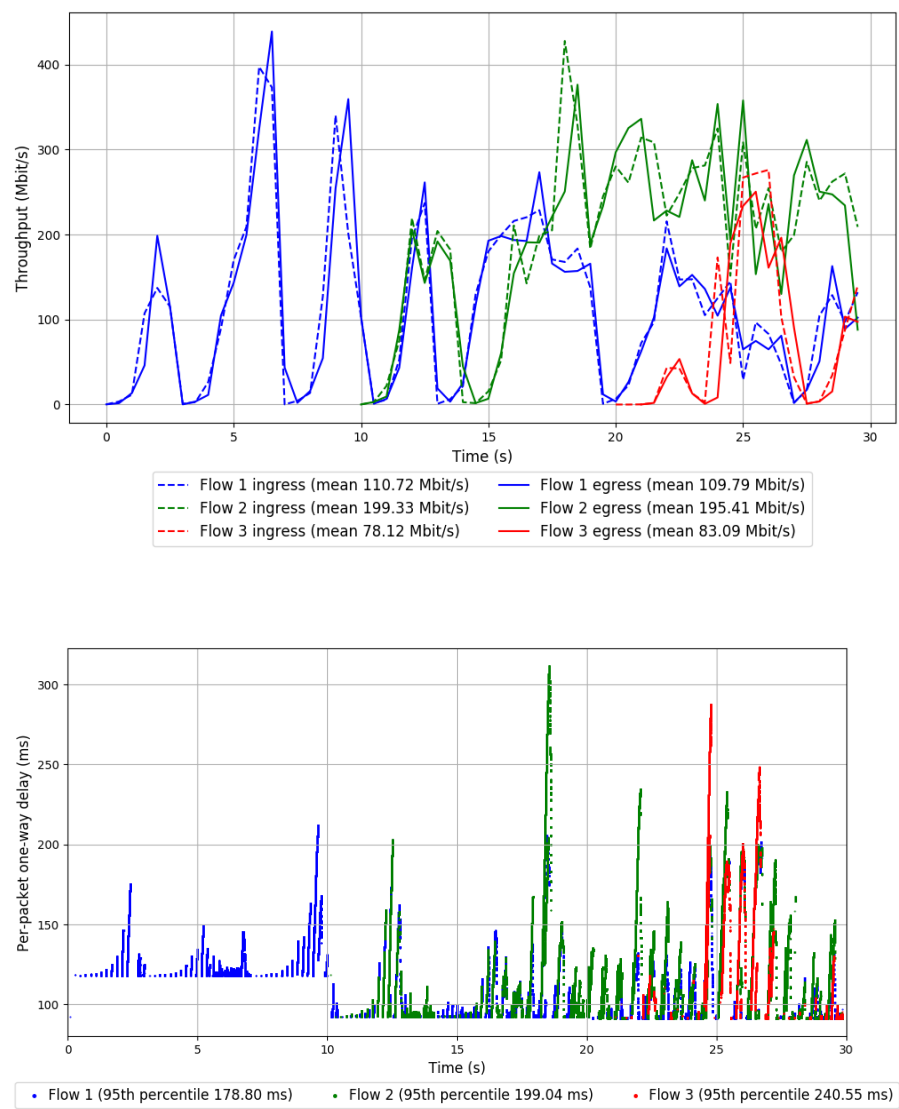 Throughput (Mbit/s)
400
300
200
100
0
0 5 10 15 20 25 30
Time (s)
Flow 1 ingress (mean 110.72 Mbit/s) Flow 1 egress (mean 109.79 Mbit/s)
Flow 2 ingress (mean 199.33 Mbit/s) Flow 2 egress (mean 195.41 Mbit/s)
Flow 3 ingress (mean 78.12 Mbit/s) Flow 3 egress (mean 83.09 Mbit/s)
Per-packet one-way delay (ms)
300
250
200
150
100
0 5 10 15 20 25 30
Time (s)
Flow 1 (95th percentile 178.80 ms) Flow 2 (95th percentile 199.04 ms) Flow 3 (95th percentile 240.55 ms)